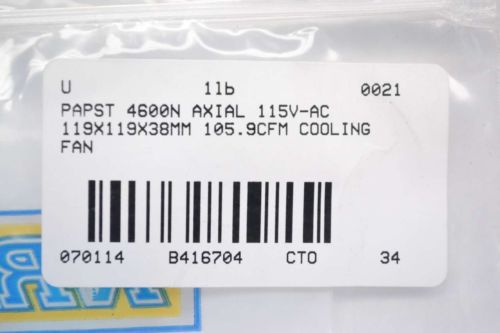 U 1lb 0021
PAPST 4600N AXIAL 115V-AC
119X119X38MM 105.9CFM COOLING
FAN
070114 B416704 CTO 34